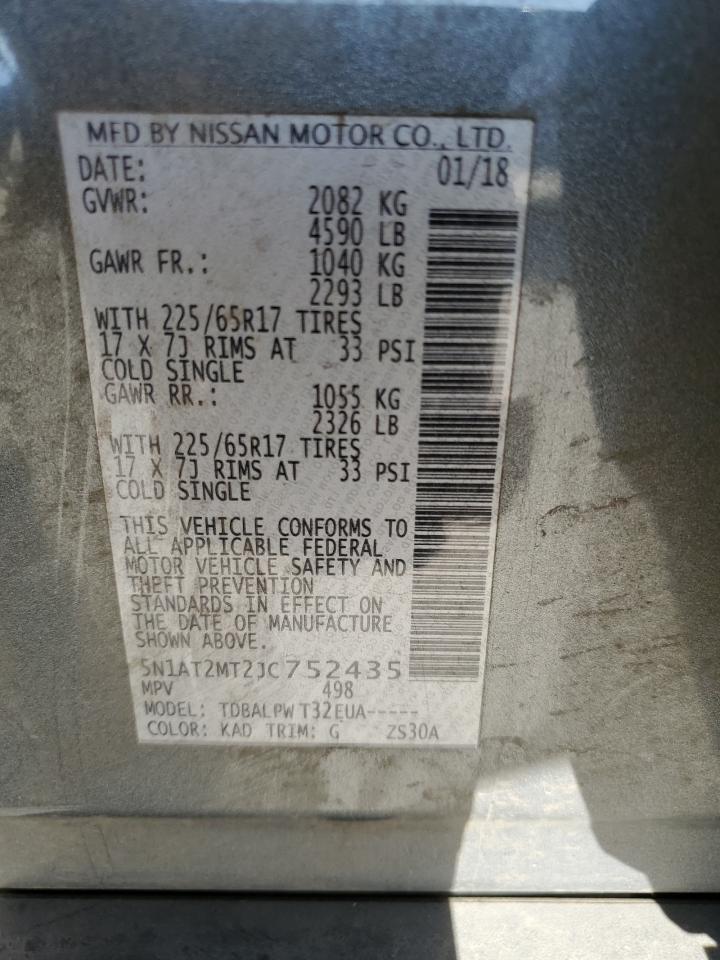 MFD BY NISSAN MOTOR CO., LTD.
DATE: 01/18
GVWR: 2082 KG
4590 LB
GAWR FR.: 1040 KG
2293 LB
WITH 225/65R17 TIRES
17 X 7J RIMS AT 33 PSI
COLD SINGLE
GAWR RR.: 1055 KG
2326 LB
WITH 225/65R17 TIRES
17 X 7J RIMS AT 33 PSI
COLD SINGLE
THIS VEHICLE CONFORMS TO
ALL APPLICABLE FEDERAL
MOTOR VEHICLE SAFETY AND
THEFT PREVENTION
STANDARDS IN EFFECT ON
THE DATE OF MANUFACTURE
SHOWN ABOVE.
5N1AT2MT2JC752435
MPV 498
MODEL: TDBALPW T32EUA-----
COLOR: KAD TRIM: G ZS30A